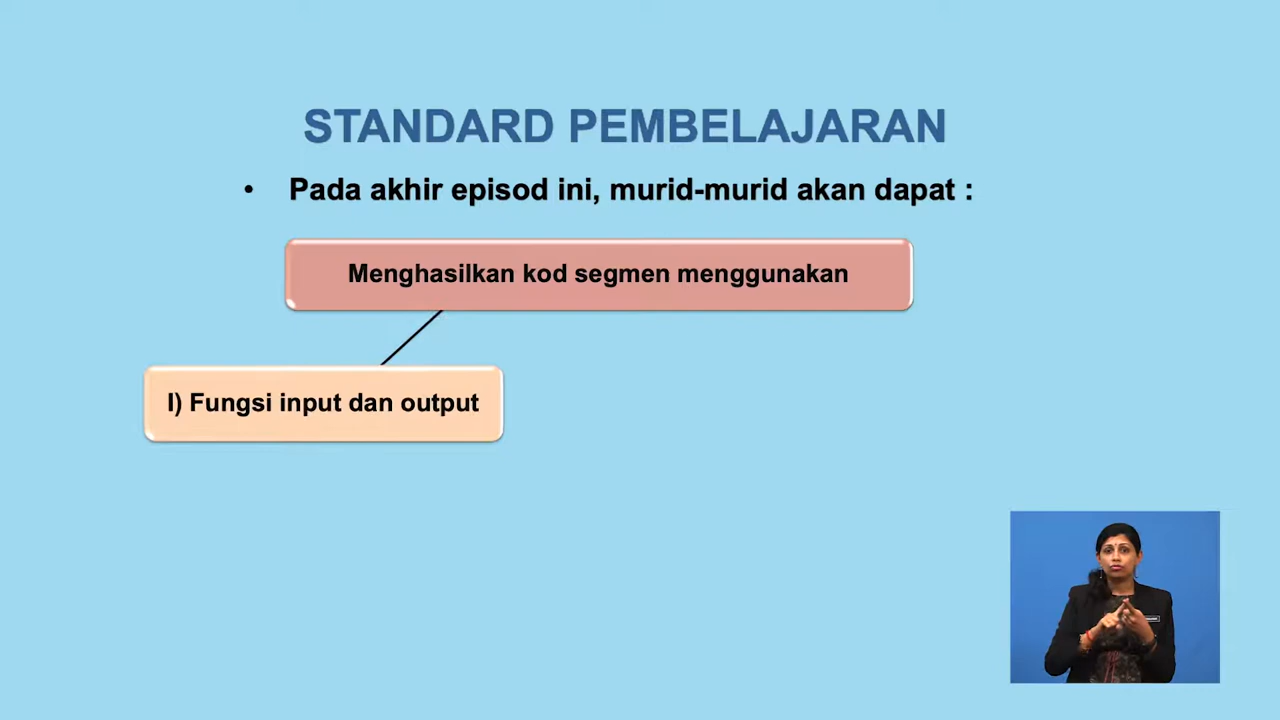 STANDARD PEMBELAJARAN
• Pada akhir episod ini, murid-murid akan dapat :
Menghasilkan kod segmen menggunakan
I) Fungsi input dan output